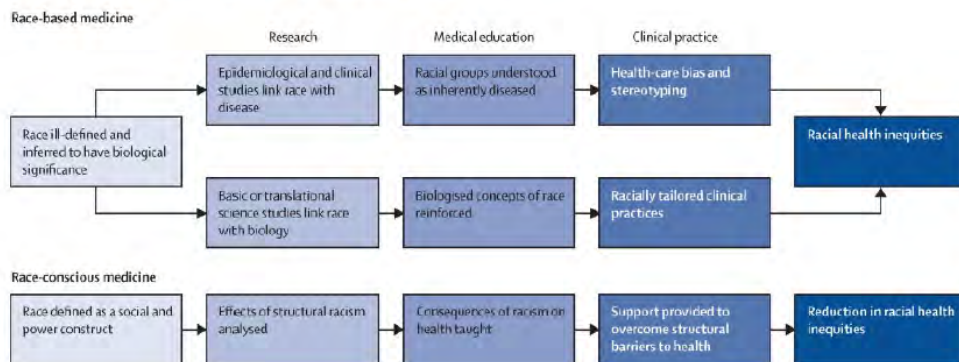 Race-based medicine
Research
Medical education
Clinical practice
Epidemiological and clinical
studies link race with
disease
Racial groups understood
as inherently diseased
Health-care bias and
stereotyping
Race ill-defined and
inferred to have biological
significance
Racial health inequities
Basic or translational
science studies link race
with biology
Biologised concepts of race
reinforced
Racially tailored clinical
practices
Race-conscious medicine
Race defined as a social and
power construct
Effects of structural racism
analysed
Consequences of racism on
health taught
Support provided to
overcome structural
barriers to health
Reduction in racial health
inequities